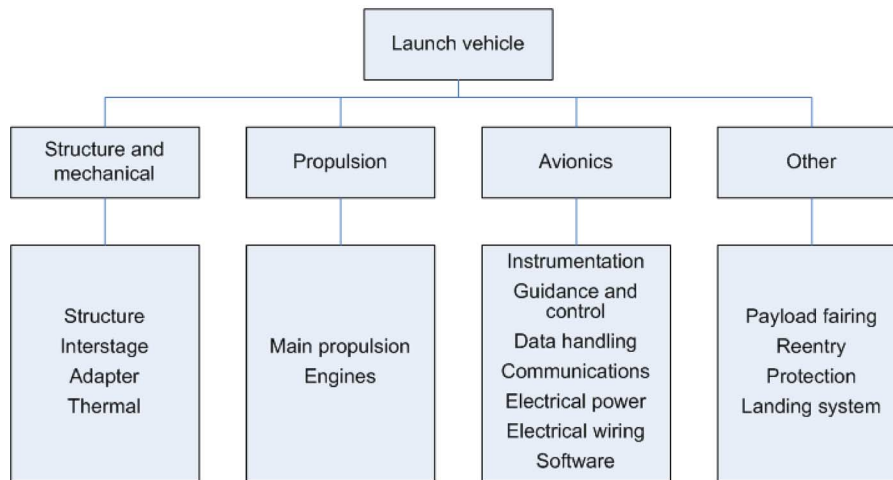 Launch vehicle
Structure and
mechanical
Propulsion
Avionics
Other
Structure
Interstage
Adapter
Thermal
Main propulsion
Engines
Instrumentation
Guidance and
control
Data handling
Communications
Electrical power
Electrical wiring
Software
Payload fairing
Reentry
Protection
Landing system